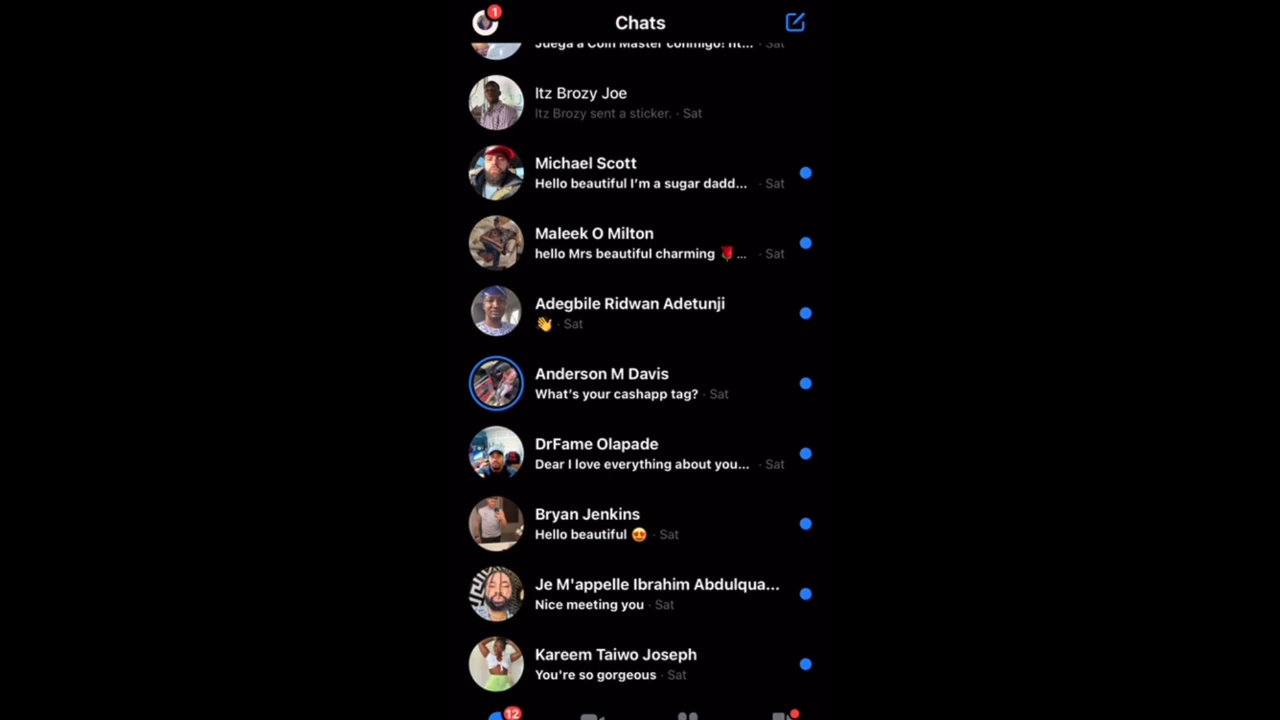 1
Chats
Juega a Coin Master conmigo! ht... · Sat
Itz Brozy Joe
Itz Brozy sent a sticker. · Sat
Michael Scott
Hello beautiful I’m a sugar dadd... · Sat
Maleek O Milton
hello Mrs beautiful charming 🌹... · Sat
Adegbile Ridwan Adetunji
👋 · Sat
Anderson M Davis
What’s your cashapp tag? · Sat
DrFame Olapade
Dear I love everything about you... · Sat
Bryan Jenkins
Hello beautiful 😍 · Sat
Je M'appelle Ibrahim Abdulqua...
Nice meeting you · Sat
Kareem Taiwo Joseph
You're so gorgeous · Sat
12